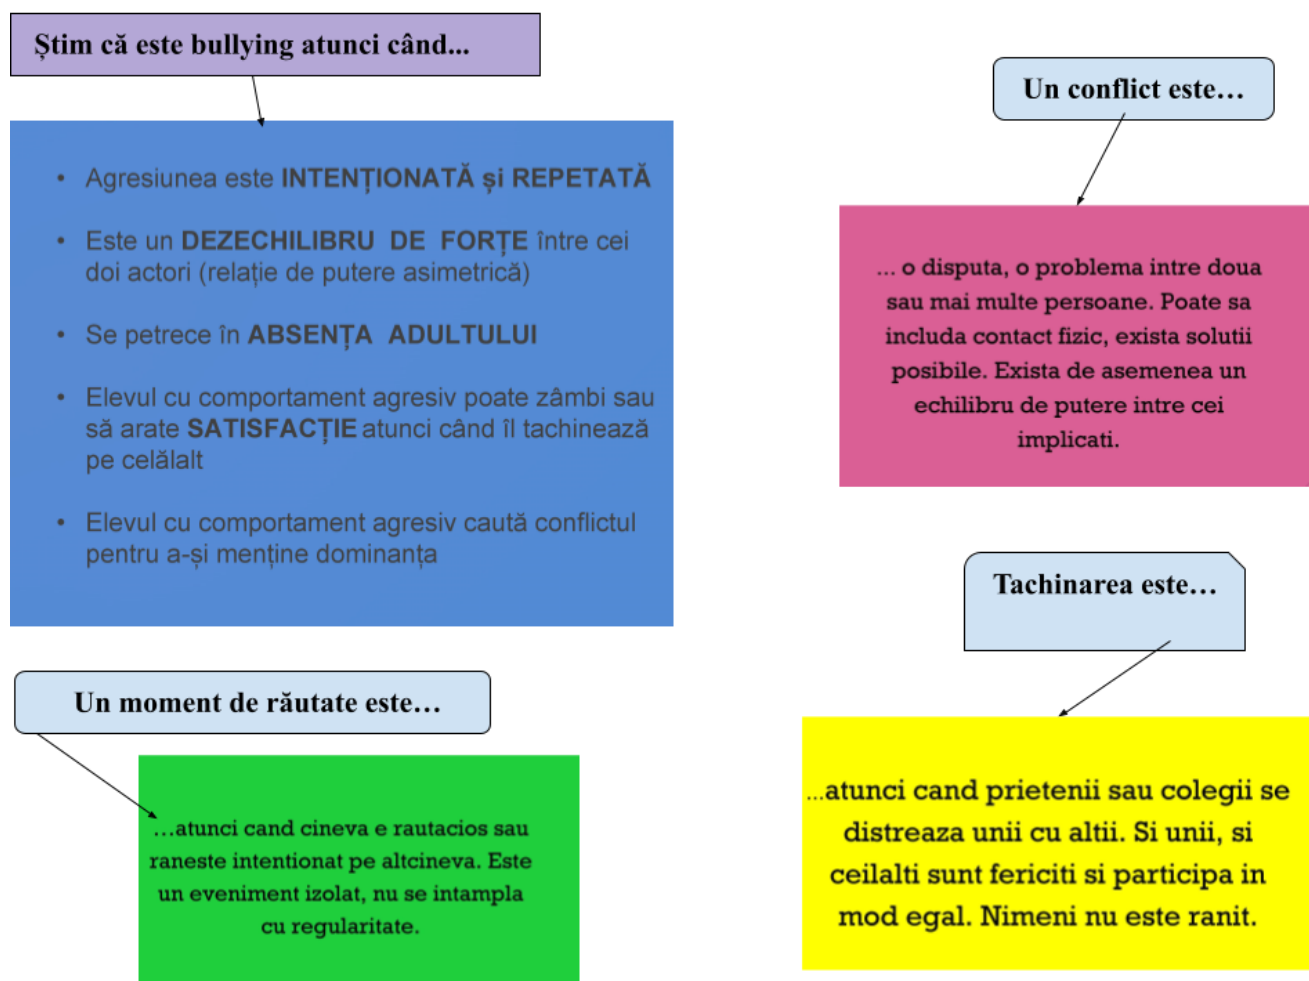 Știm că este bullying atunci când...
• Agresiunea este INTENȚIONATĂ și REPETATĂ
• Este un DEZECHILIBRU DE FORȚE între cei
doi actori (relație de putere asimetrică)
• Se petrece în ABSENȚA ADULTULUI
• Elevul cu comportament agresiv poate zâmbi sau
să arate SATISFACȚIE atunci când îl tachinează
pe celălalt
• Elevul cu comportament agresiv caută conflictul
pentru a-și menține dominanța
Un conflict este…
... o disputa, o problema intre doua
sau mai multe persoane. Poate sa
includa contact fizic, exista solutii
posibile. Exista de asemenea un
echilibru de putere intre cei
implicati.
Un moment de răutate este…
...atunci cand cineva e rautacios sau
raneste intentionat pe altcineva. Este
un eveniment izolat, nu se intampla
cu regularitate.
Tachinarea este…
...atunci cand prietenii sau colegii se
distreaza unii cu altii. Si unii, si
ceilalti sunt fericiti si participa in
mod egal. Nimeni nu este ranit.